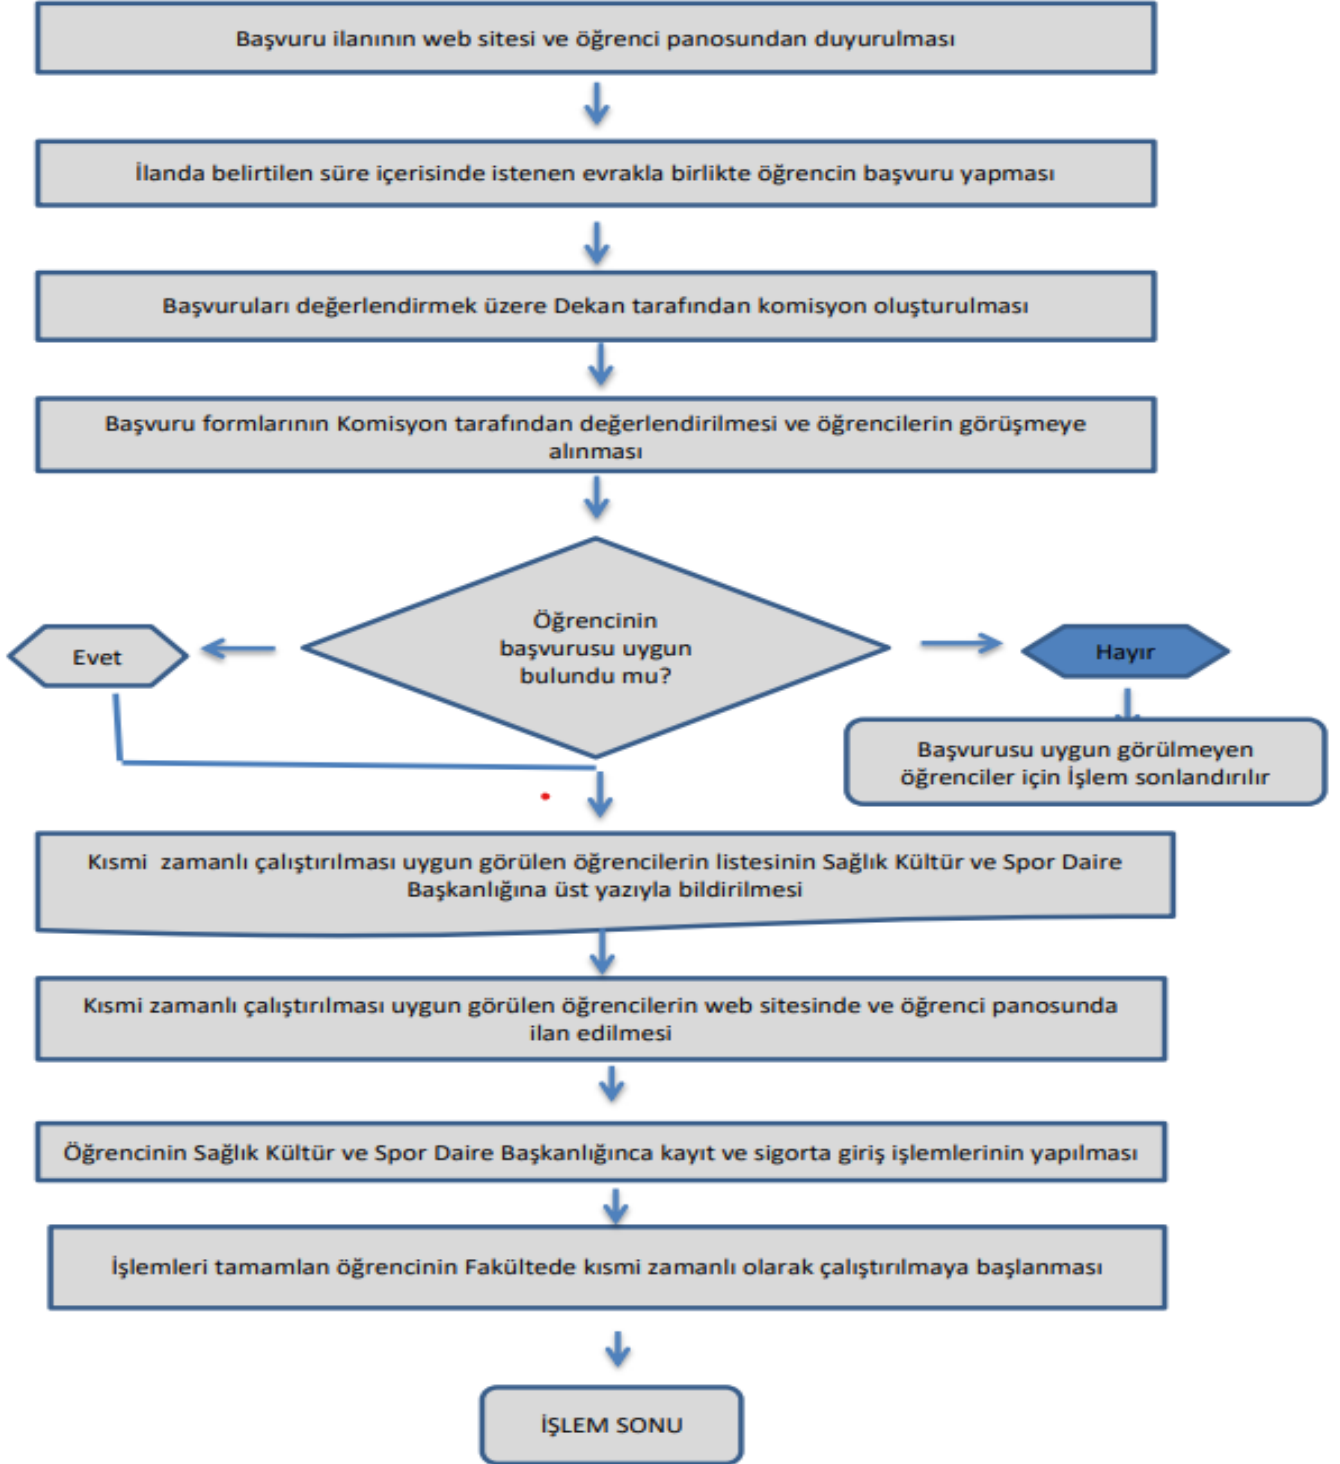 Başvuru ilanının web sitesi ve öğrenci panosundan duyurulması
İlanda belirtilen süre içerisinde istenen evrakla birlikte öğrencin başvuru yapması
Başvuruları değerlendirmek üzere Dekan tarafından komisyon oluşturulması
Başvuru formlarının Komisyon tarafından değerlendirilmesi ve öğrencilerin görüşmeye
alınması
Öğrencinin
başvurusu uygun
bulundu mu?
Evet
Hayır
Başvurusu uygun görülmeyen
öğrenciler için İşlem sonlandırılır
Kısmi zamanlı çalıştırılması uygun görülen öğrencilerin listesinin Sağlık Kültür ve Spor Daire
Başkanlığına üst yazıyla bildirilmesi
Kısmi zamanlı çalıştırılması uygun görülen öğrencilerin web sitesinde ve öğrenci panosunda
ilan edilmesi
Öğrencinin Sağlık Kültür ve Spor Daire Başkanlığınca kayıt ve sigorta giriş işlemlerinin yapılması
İşlemleri tamamlan öğrencinin Fakültede kısmi zamanlı olarak çalıştırılmaya başlanması
İŞLEM SONU